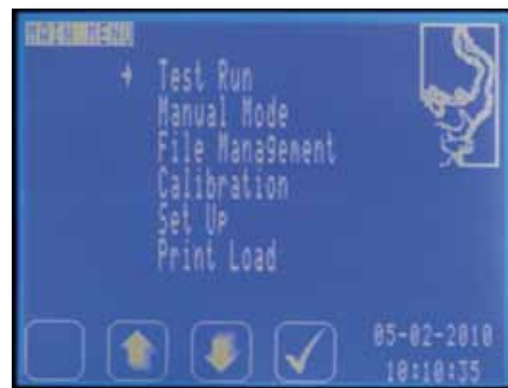 MAIN MENU
Test Run
Manual Mode
File Management
Calibration
Set Up
Print Load
05-02-2010
10:10:35